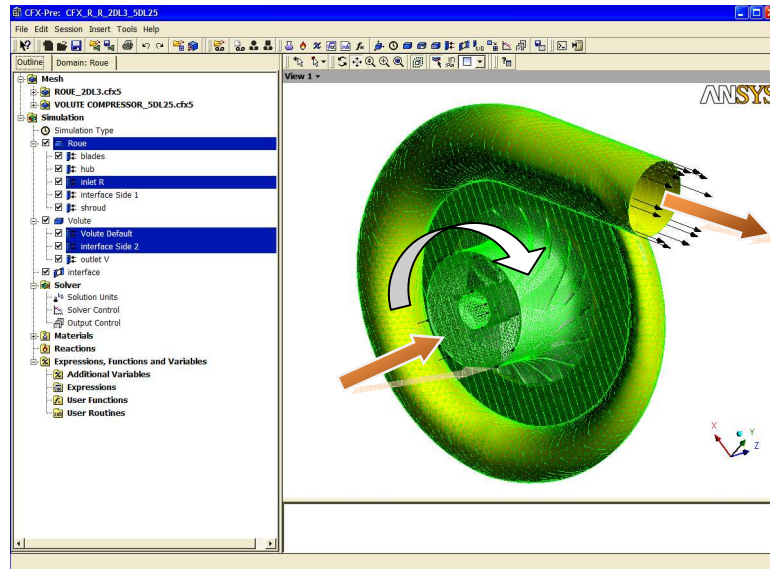 CFX-Pre: CFX_R_R_2DL3_5DL25
File Edit Session Insert Tools Help
Outline Domain: Roue
View 1
Mesh
ROUE_2DL3.cfx5
VOLUTE COMPRESSOR_5DL25.cfx5
Simulation
Simulation Type
Roue
blades
hub
inlet R
interface Side 1
shroud
Volute
Volute Default
interface Side 2
outlet V
interface
Solver
Solution Units
Solver Control
Output Control
Materials
Reactions
Expressions, Functions and Variables
Additional Variables
Expressions
User Functions
User Routines
ANSYS
X
Y
Z